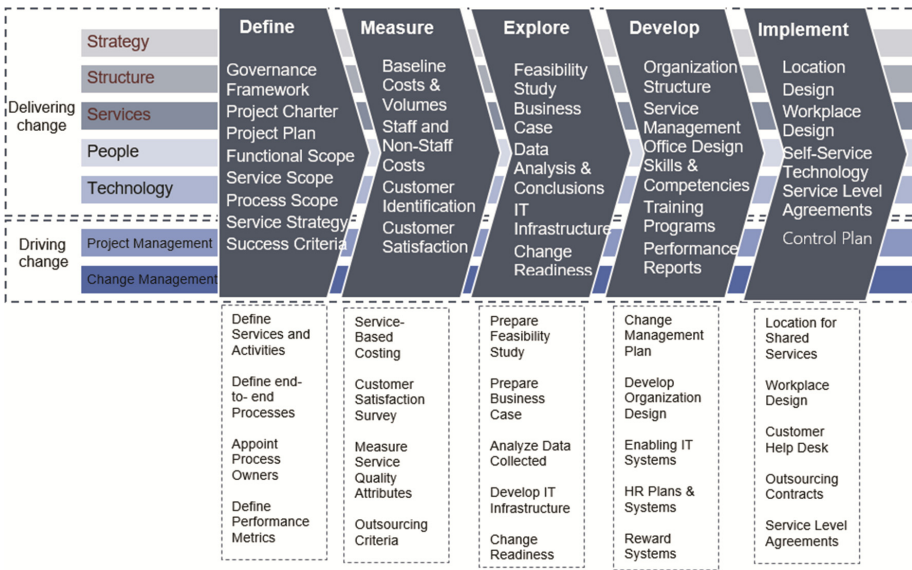 Define
Measure
Explore
Develop
Implement
Delivering
change
Strategy
Structure
Services
People
Technology
Driving
change
Project Management
Change Management
Governance
Framework
Project Charter
Project Plan
Functional Scope
Service Scope
Process Scope
Service Strategy
Success Criteria
Baseline
Costs &
Volumes
Staff and
Non-Staff
Costs
Customer
Identification
Customer
Satisfaction
Feasibility
Study
Business
Case
Data
Analysis &
Conclusions
IT
Infrastructure
Change
Readiness
Organization
Structure
Service
Management
Office Design
Skills &
Competencies
Training
Programs
Performance
Reports
Location
Design
Workplace
Design
Self-Service
Technology
Service Level
Agreements
Control Plan
Define
Services and
Activities
Define end-
to- end
Processes
Appoint
Process
Owners
Define
Performance
Metrics
Service-
Based
Costing
Customer
Satisfaction
Survey
Measure
Service
Quality
Attributes
Outsourcing
Criteria
Prepare
Feasibility
Study
Prepare
Business
Case
Analyze Data
Collected
Develop IT
Infrastructure
Change
Readiness
Change
Management
Plan
Develop
Organization
Design
Enabling IT
Systems
HR Plans &
Systems
Reward
Systems
Location for
Shared
Services
Workplace
Design
Customer
Help Desk
Outsourcing
Contracts
Service Level
Agreements